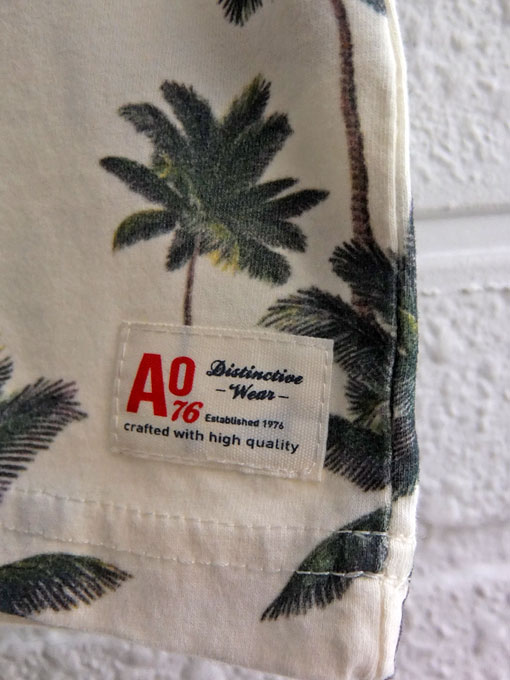 AO
76
Distinctive
- Wear -
Established 1976
crafted with high quality